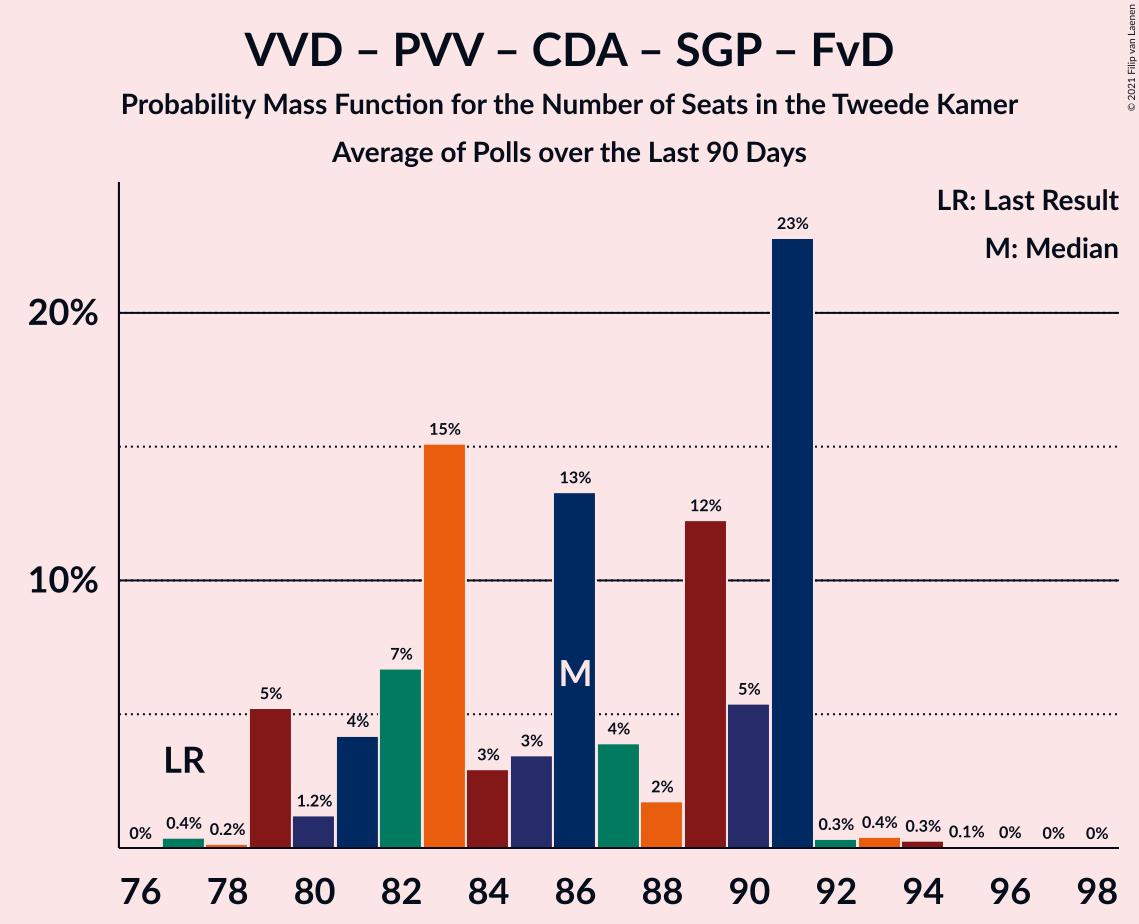 VVD – PVV – CDA – SGP – FvD
Probability Mass Function for the Number of Seats in the Tweede Kamer
Average of Polls over the Last 90 Days
© 2021 Filip van Laenen
LR: Last Result
M: Median
20%
10%
0% 0.4% 0.2% 5% 1.2% 4% 7% 15% 3% 3% 13% 4% 2% 12% 5% 23% 0.3% 0.4% 0.3% 0.1% 0% 0% 0%
LR
M
76 78 80 82 84 86 88 90 92 94 96 98